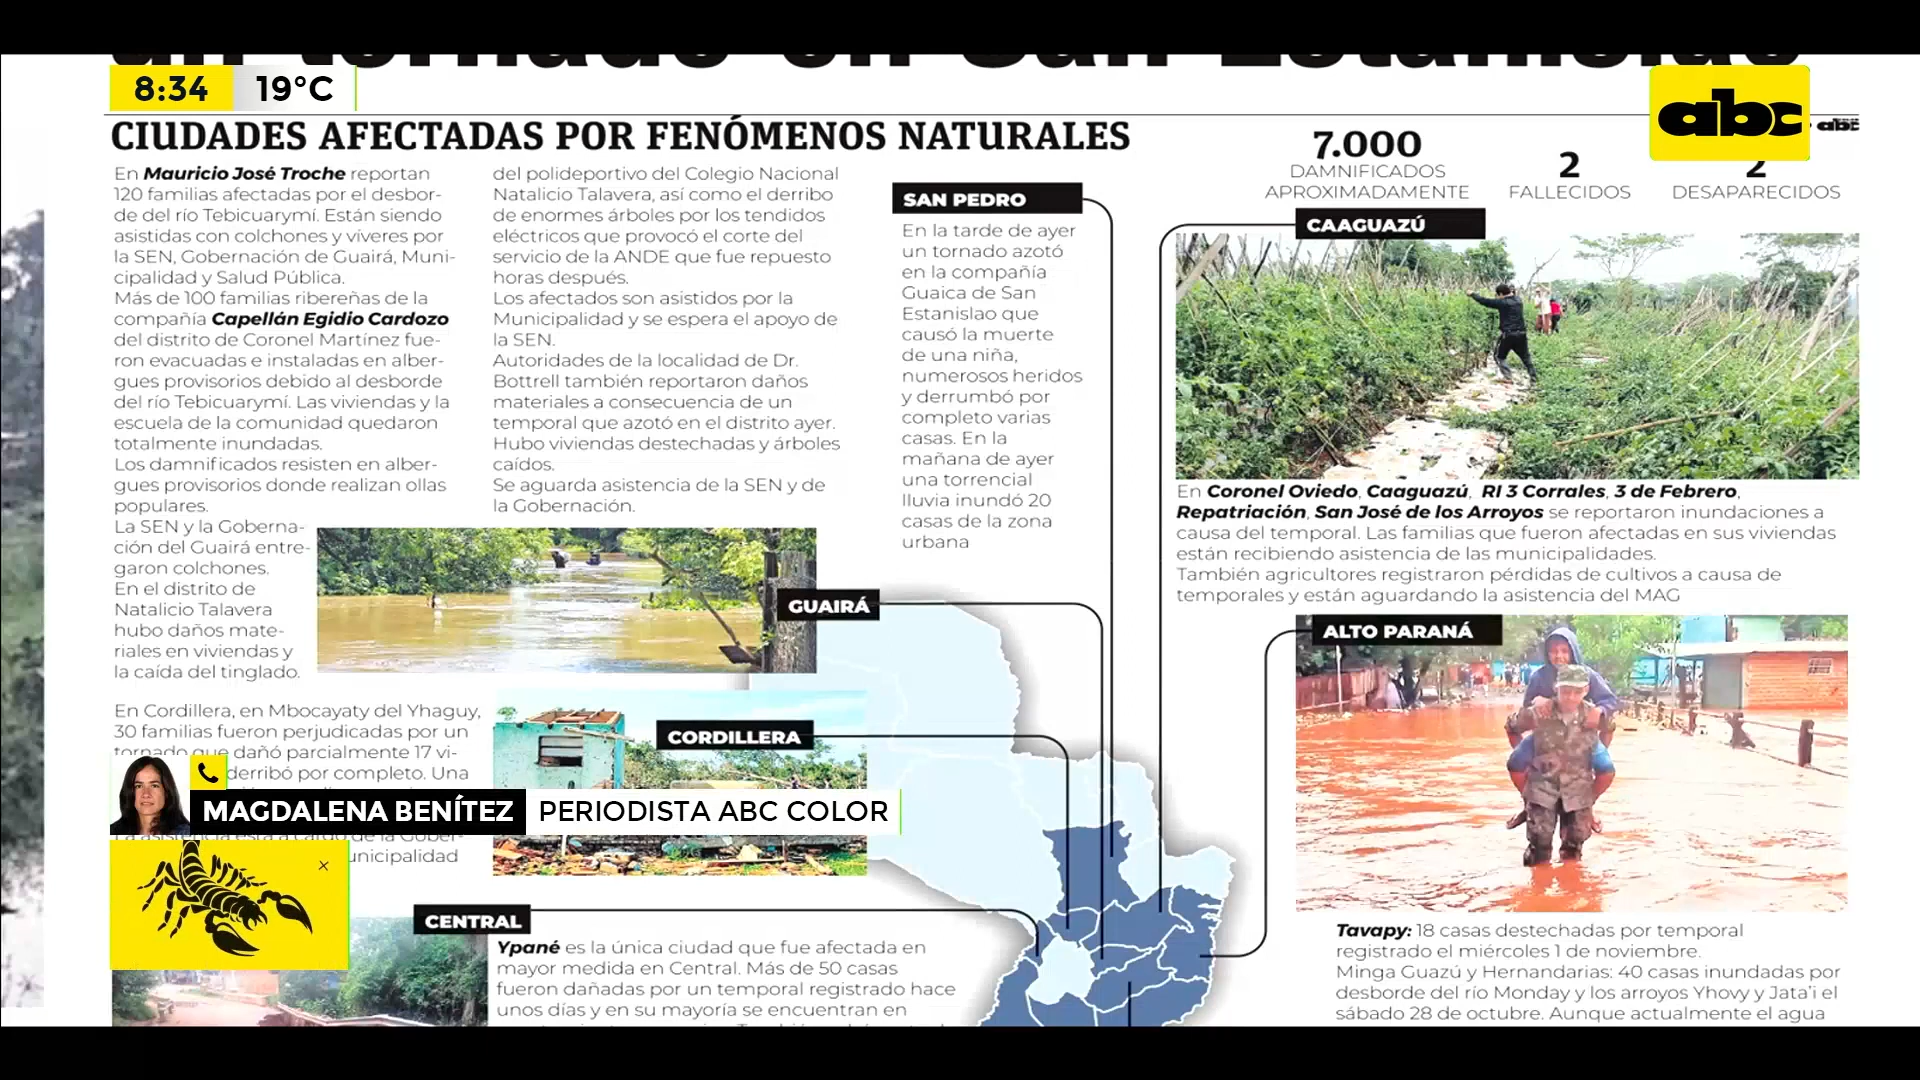 un tornado en San Estanislao
8:34
19°C
abc
abc
CIUDADES AFECTADAS POR FENÓMENOS NATURALES
7.000
DAMNIFICADOS
APROXIMADAMENTE
2
FALLECIDOS
2
DESAPARECIDOS
En Mauricio José Troche reportan
120 familias afectadas por el desbor-
de del río Tebicuarymí. Están siendo
asistidas con colchones y víveres por
la SEN, Gobernación de Guairá, Muni-
cipalidad y Salud Pública.
Más de 100 familias ribereñas de la
compañía Capellán Egidio Cardozo
del distrito de Coronel Martínez fue-
ron evacuadas e instaladas en alber-
gues provisorios debido al desborde
del río Tebicuarymí. Las viviendas y la
escuela de la comunidad quedaron
totalmente inundadas.
Los damnificados resisten en alber-
gues provisorios donde realizan ollas
populares.
La SEN y la Goberna-
ción del Guairá entre-
garon colchones.
En el distrito de
Natalicio Talavera
hubo daños mate-
riales en viviendas y
la caída del tinglado.
del polideportivo del Colegio Nacional
Natalicio Talavera, así como el derribo
de enormes árboles por los tendidos
eléctricos que provocó el corte del
servicio de la ANDE que fue repuesto
horas después.
Los afectados son asistidos por la
Municipalidad y se espera el apoyo de
la SEN.
Autoridades de la localidad de Dr.
Bottrell también reportaron daños
materiales a consecuencia de un
temporal que azotó en el distrito ayer.
Hubo viviendas destechadas y árboles
caídos.
Se aguarda asistencia de la SEN y de
la Gobernación.
GUAIRÁ
SAN PEDRO
En la tarde de ayer
un tornado azotó
en la compañía
Guaica de San
Estanislao que
causó la muerte
de una niña,
numerosos heridos
y derrumbó por
completo varias
casas. En la
mañana de ayer
una torrencial
lluvia inundó 20
casas de la zona
urbana
CAAGUAZÚ
En Coronel Oviedo, Caaguazú, RI 3 Corrales, 3 de Febrero,
Repatriación, San José de los Arroyos se reportaron inundaciones a
causa del temporal. Las familias que fueron afectadas en sus viviendas
están recibiendo asistencia de las municipalidades.
También agricultores registraron pérdidas de cultivos a causa de
temporales y están aguardando la asistencia del MAG
ALTO PARANÁ
Tavapy: 18 casas destechadas por temporal
registrado el miércoles 1 de noviembre.
Minga Guazú y Hernandarias: 40 casas inundadas por
desborde del río Monday y los arroyos Yhovy y Jata'i el
sábado 28 de octubre. Aunque actualmente el agua
En Cordillera, en Mbocayaty del Yhaguy,
30 familias fueron perjudicadas por un
tornado que dañó parcialmente 17 vi-
derribó por completo. Una
La asistencia está a cargo de la Gober-
unicipalidad
CORDILLERA
MAGDALENA BENÍTEZ
PERIODISTA ABC COLOR
CENTRAL
Ypané es la única ciudad que fue afectada en
mayor medida en Central. Más de 50 casas
fueron dañadas por un temporal registrado hace
unos días y en su mayoría se encuentran en